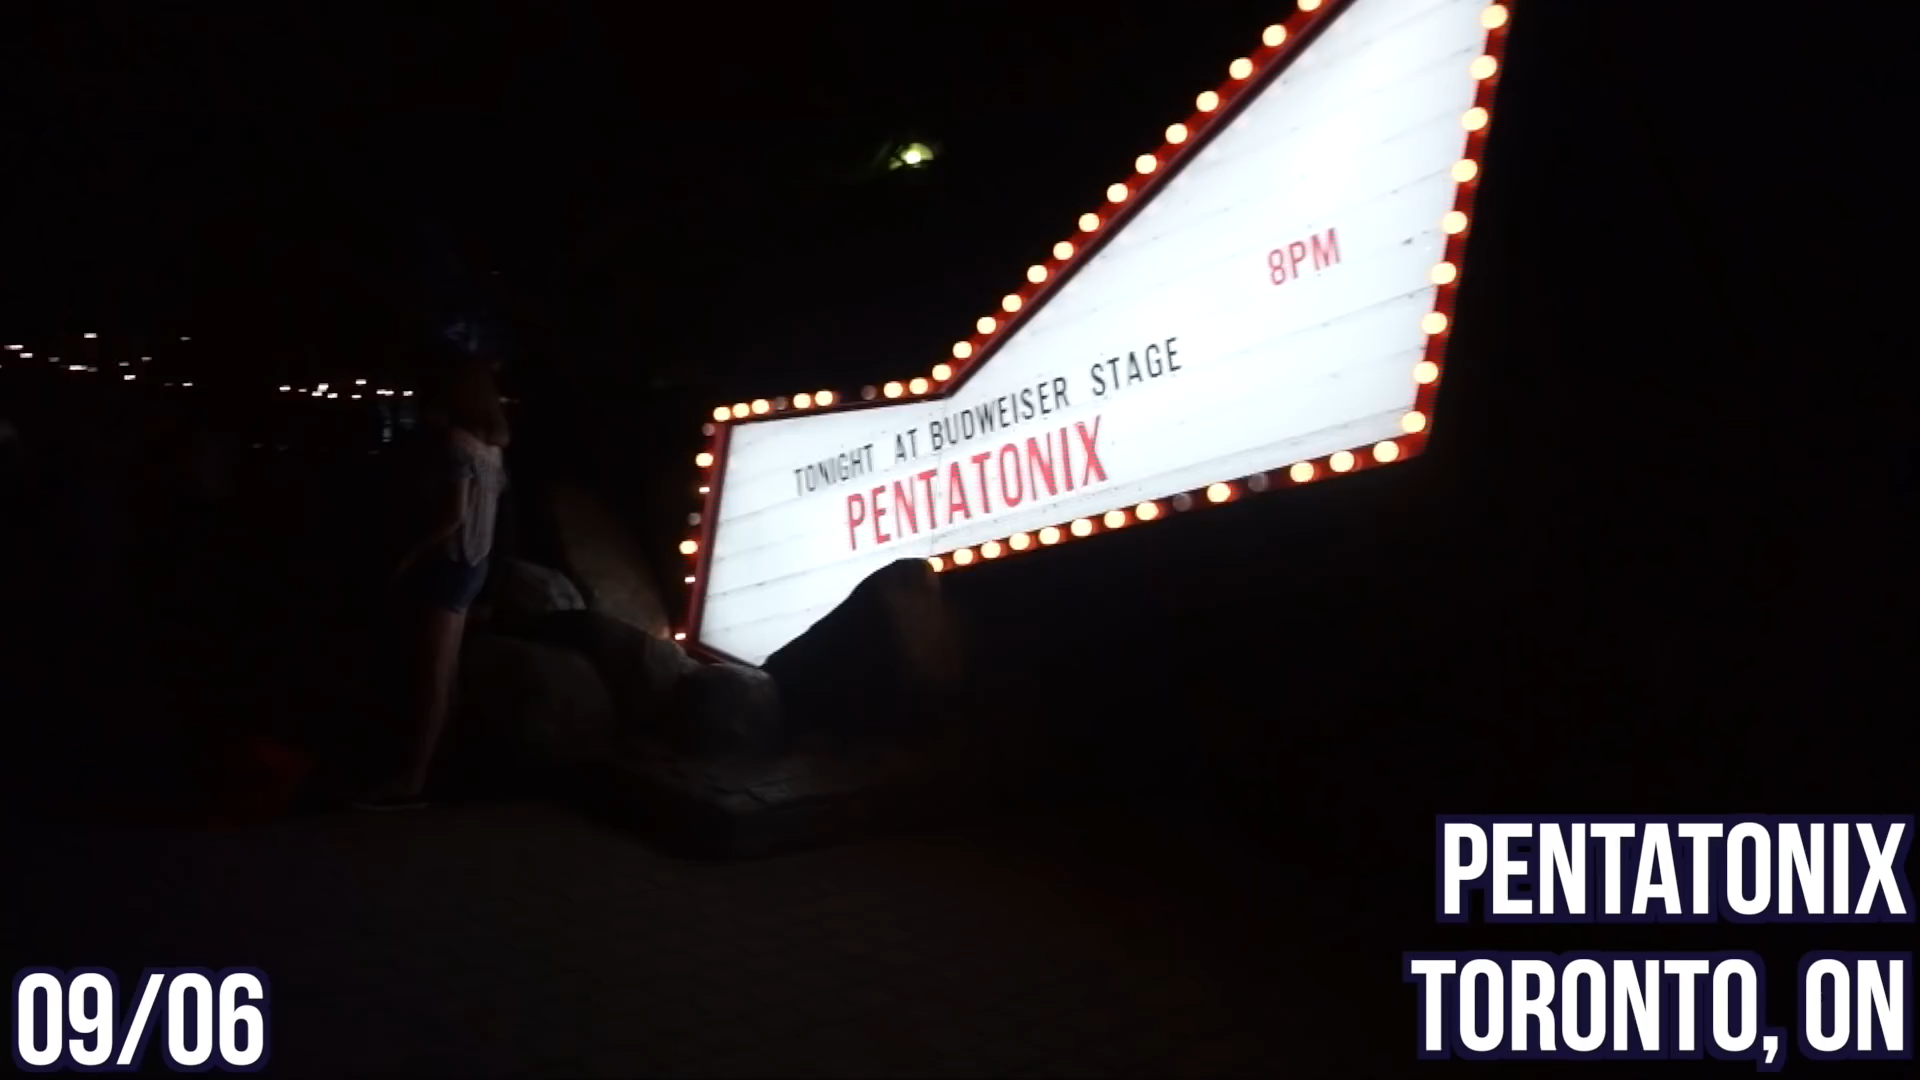 8PM
TONIGHT AT BUDWEISER STAGE
PENTATONIX
PENTATONIX
TORONTO, ON
09/06